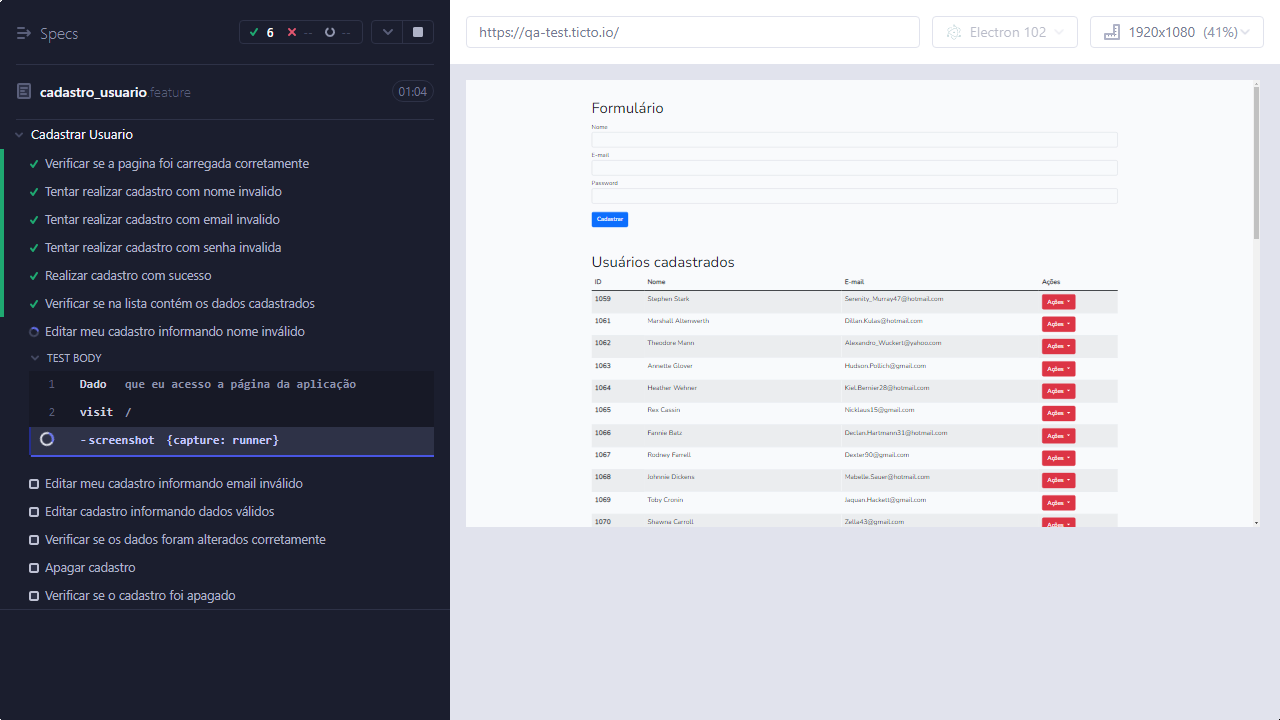 Specs
6 -- --
cadastro_usuario.feature 01:04
Cadastrar Usuario
Verificar se a pagina foi carregada corretamente
Tentar realizar cadastro com nome invalido
Tentar realizar cadastro com email invalido
Tentar realizar cadastro com senha invalida
Realizar cadastro com sucesso
Verificar se na lista contém os dados cadastrados
Editar meu cadastro informando nome inválido
TEST BODY
1 Dado que eu acesso a página da aplicação
2 visit /
-screenshot {capture: runner}
Editar meu cadastro informando email inválido
Editar cadastro informando dados válidos
Verificar se os dados foram alterados corretamente
Apagar cadastro
Verificar se o cadastro foi apagado
https://qa-test.ticto.io/
Electron 102
1920x1080 (41%)
Formulário
Nome
E-mail
Password
Cadastrar
Usuários cadastrados
ID Nome E-mail Ações
1059 Stephen Stark Serenity_Murray47@hotmail.com Ações
1061 Marshall Altenwerth Dillan.Kulas@hotmail.com Ações
1062 Theodore Mann Alexandro_Wuckert@yahoo.com Ações
1063 Annette Glover Hudson.Pollich@gmail.com Ações
1064 Heather Wehner Kiel.Bernier28@hotmail.com Ações
1065 Rex Cassin Nicklaus15@gmail.com Ações
1066 Fannie Batz Declan.Hartmann31@hotmail.com Ações
1067 Rodney Farrell Dexter90@gmail.com Ações
1068 Johnnie Dickens Mabelle.Sauer@hotmail.com Ações
1069 Toby Cronin Jaquan.Hackett@gmail.com Ações
1070 Shawna Carroll Zella43@gmail.com Ações